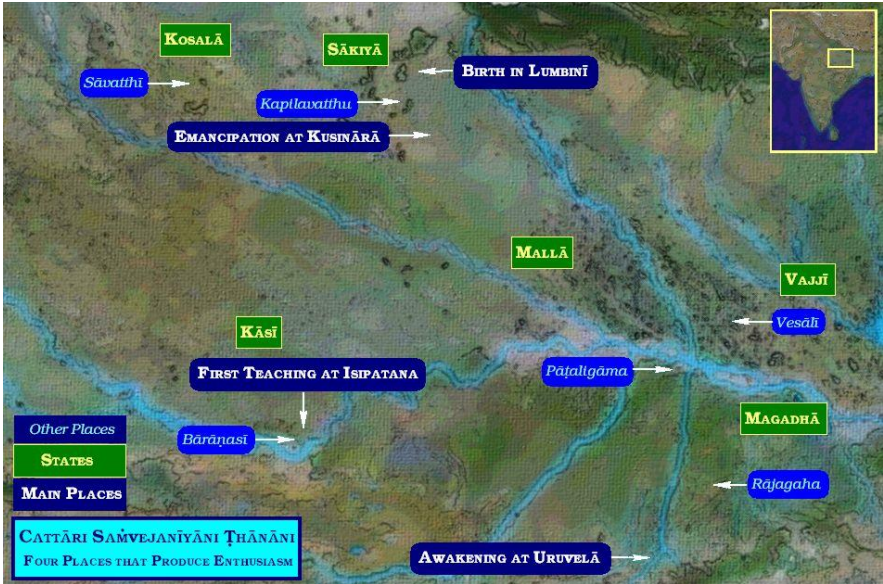 Kosalā
Sākiyā
Birth in Lumbinī
Sāvatthī
Kapilavatthu
Emancipation at Kusinārā
Mallā
Vajjī
Vesālī
Kāsī
First Teaching at Isipatana
Pāṭaligāma
Magadhā
Bārāṇasī
Rājagaha
Awakening at Uruvelā
Other Places
States
Main Places
Cattāri Saṁvejanīyāni Ṭhānāni
Four Places that Produce Enthusiasm